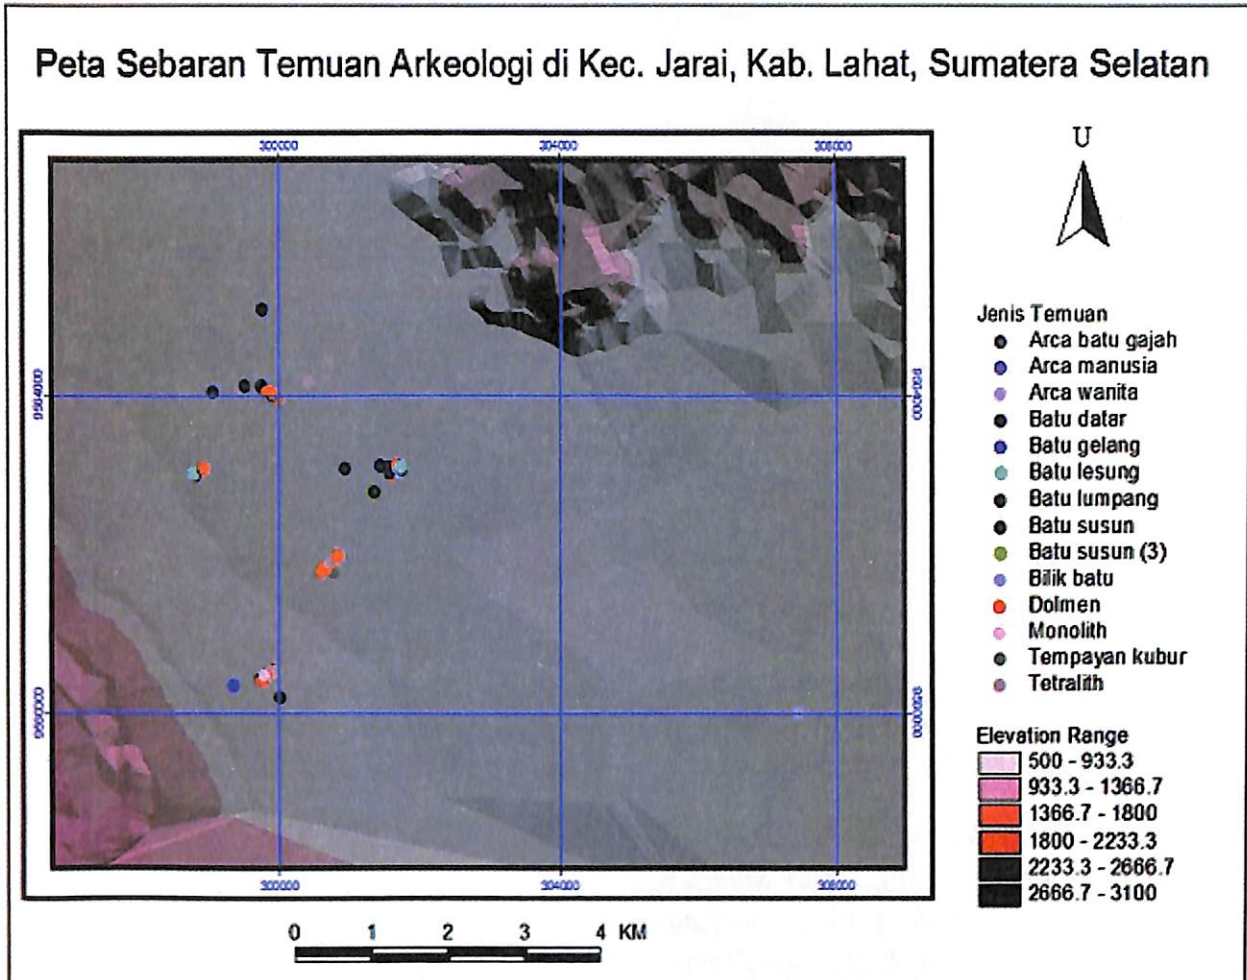 Peta Sebaran Temuan Arkeologi di Kec. Jarai, Kab. Lahat, Sumatera Selatan
300000 304000 308000
U
Jenis Temuan
Arca batu gajah
Arca manusia
Arca wanita
Batu datar
Batu gelang
Batu lesung
Batu lumpang
Batu susun
Batu susun (3)
Bilik batu
Dolmen
Monolith
Tempayan kubur
Tetralith
Elevation Range
500 - 933.3
933.3 - 1366.7
1366.7 - 1800
1800 - 2233.3
2233.3 - 2666.7
2666.7 - 3100
300000 304000 308000
0 1 2 3 4 KM